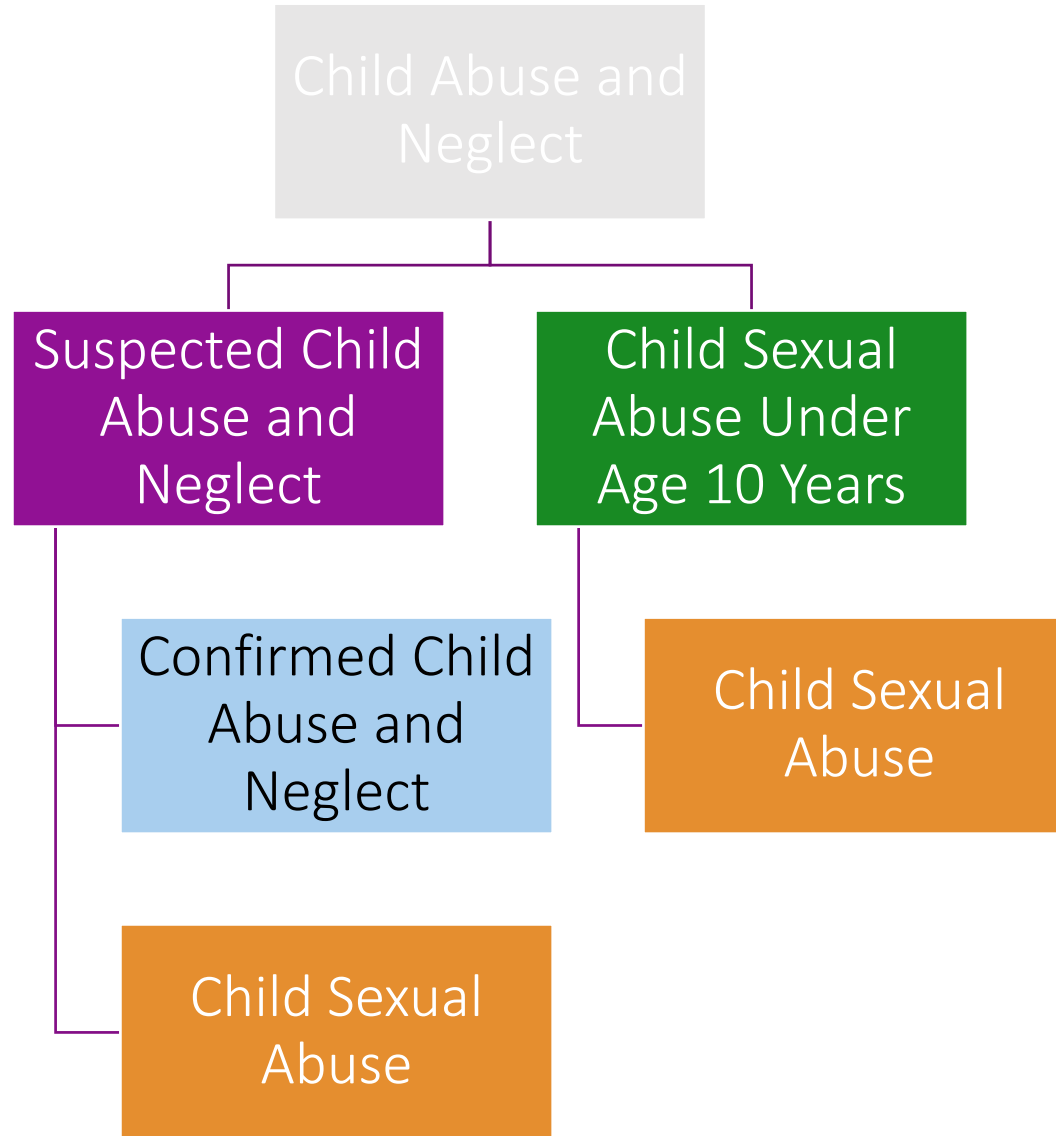 Child Abuse and
Neglect
Suspected Child
Abuse and
Neglect
Child Sexual
Abuse Under
Age 10 Years
Confirmed Child
Abuse and
Neglect
Child Sexual
Abuse
Child Sexual
Abuse